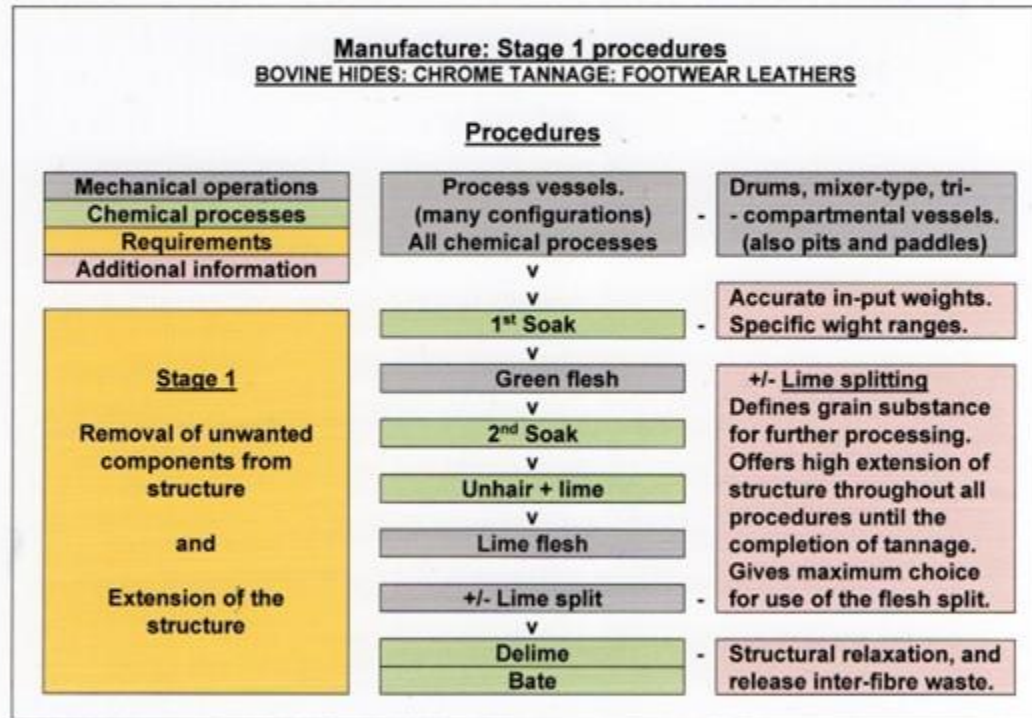 Manufacture: Stage 1 procedures
BOVINE HIDES: CHROME TANNAGE: FOOTWEAR LEATHERS
Procedures
Mechanical operations
Chemical processes
Requirements
Additional information
Stage 1
Removal of unwanted
components from
structure
and
Extension of the
structure
Process vessels.
(many configurations)
All chemical processes
v
v
1st Soak
v
Green flesh
v
2nd Soak
v
Unhair + lime
v
Lime flesh
v
+/- Lime split
v
Delime
Bate
- Drums, mixer-type, tri-
- compartmental vessels.
(also pits and paddles)
Accurate in-put weights.
- Specific wight ranges.
+/- Lime splitting
Defines grain substance
for further processing.
Offers high extension of
structure throughout all
procedures until the
completion of tannage.
Gives maximum choice
- for use of the flesh split.
- Structural relaxation, and
release inter-fibre waste.